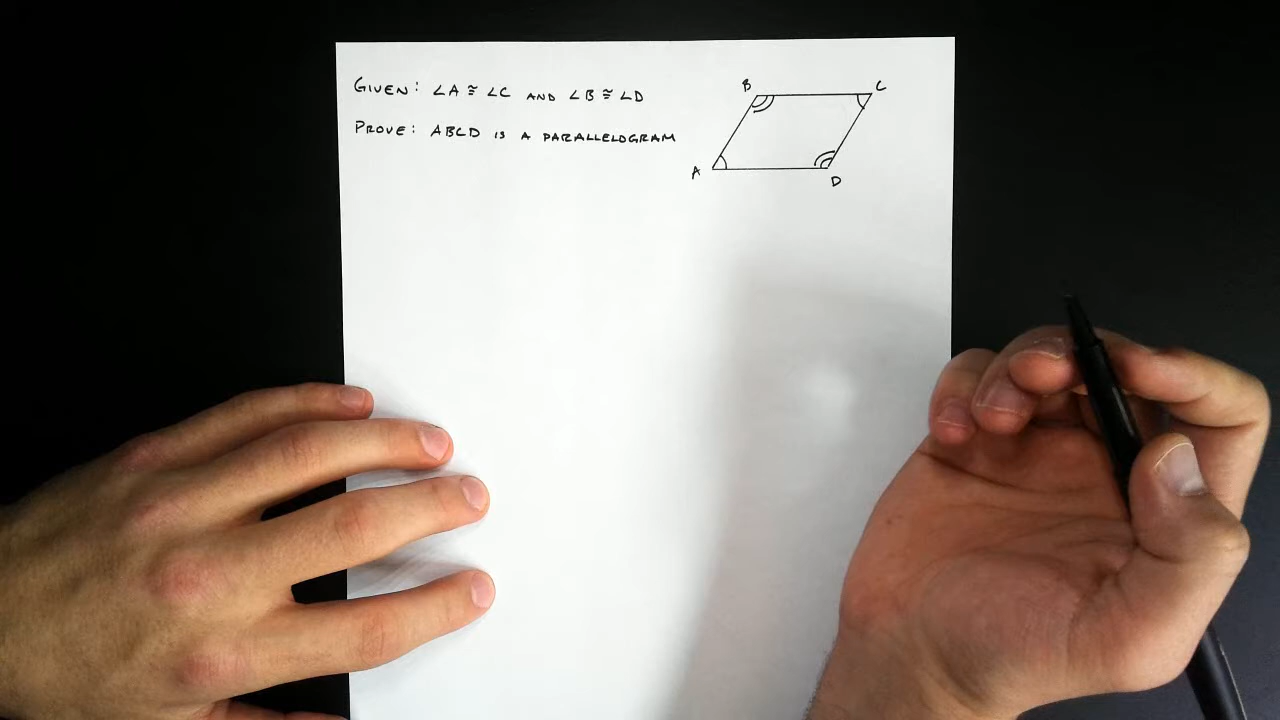 GIVEN: ∠A ≅ ∠C AND ∠B ≅ ∠D
PROVE: ABCD IS A PARALLELOGRAM
B
C
A
D